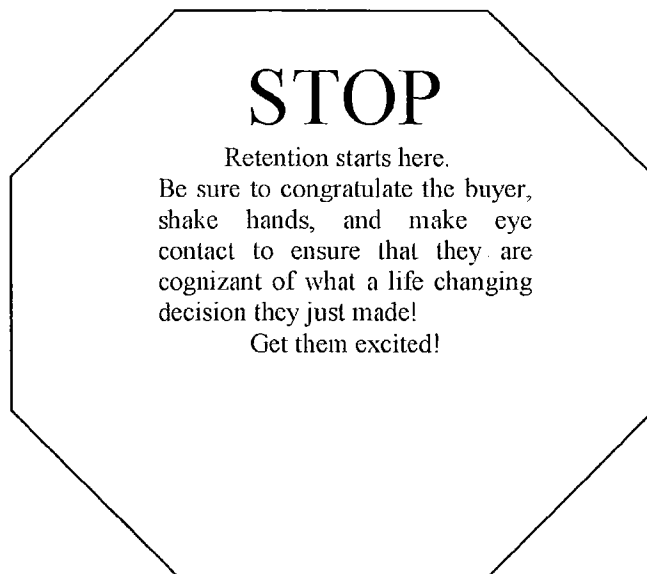 STOP
Retention starts here.
Be sure to congratulate the buyer,
shake hands, and make eye
contact to ensure that they are
cognizant of what a life changing
decision they just made!
Get them excited!